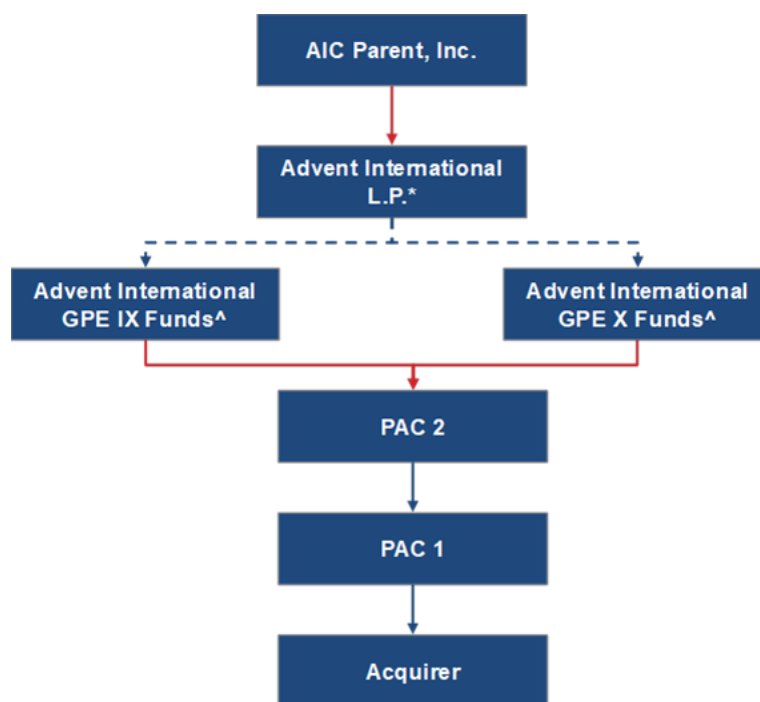 AIC Parent, Inc.
Advent International
L.P.*
Advent International
GPE IX Funds^
Advent International
GPE X Funds^
PAC 2
PAC 1
Acquirer